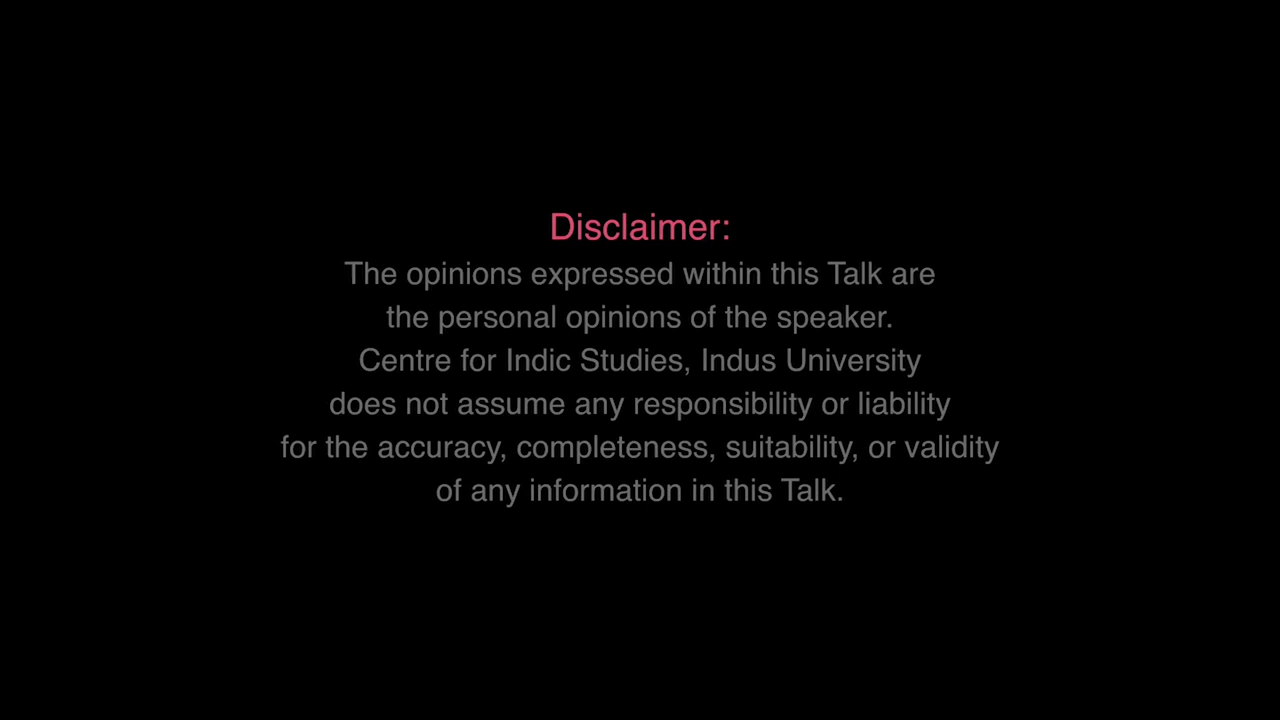 Disclaimer:
The opinions expressed within this Talk are
the personal opinions of the speaker.
Centre for Indic Studies, Indus University
does not assume any responsibility or liability
for the accuracy, completeness, suitability, or validity
of any information in this Talk.